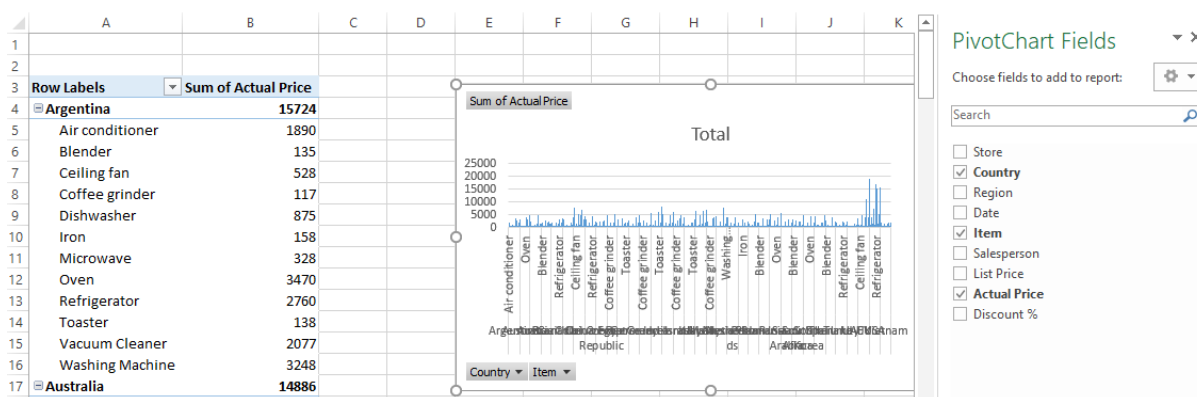 A B C D E F G H I J K
1
2
3 Row Labels Sum of Actual Price
4 Argentina 15724
5 Air conditioner 1890
6 Blender 135
7 Ceiling fan 528
8 Coffee grinder 117
9 Dishwasher 875
10 Iron 158
11 Microwave 328
12 Oven 3470
13 Refrigerator 2760
14 Toaster 138
15 Vacuum Cleaner 2077
16 Washing Machine 3248
17 Australia 14886
Sum of Actual Price
Total
25000
20000
15000
10000
5000
0
Air conditioner
Oven
Blender
Refrigerator
Ceiling fan
Refrigerator
Coffee grinder
Toaster
Coffee grinder
Toaster
Coffee grinder
Toaster
Coffee grinder
Washing...
Iron
Blender
Oven
Blender
Oven
Blender
Refrigerator
Ceiling fan
Refrigerator
Republic
Country Item
PivotChart Fields
Choose fields to add to report:
Search
Store
Country
Region
Date
Item
Salesperson
List Price
Actual Price
Discount %